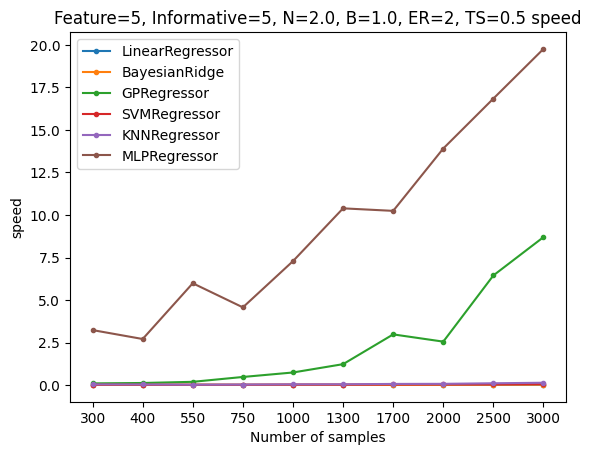 Feature=5, Informative=5, N=2.0, B=1.0, ER=2, TS=0.5 speed
LinearRegressor
BayesianRidge
GPRegressor
SVMRegressor
KNNRegressor
MLPRegressor
speed
20.0
17.5
15.0
12.5
10.0
7.5
5.0
2.5
0.0
300 400 550 750 1000 1300 1700 2000 2500 3000
Number of samples